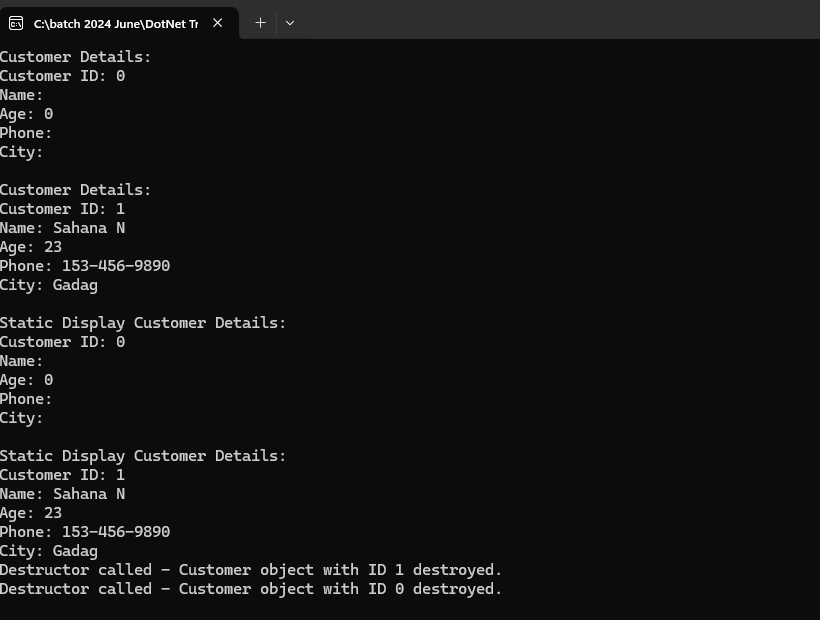 C:\batch 2024 June\DotNet Tr
Customer Details:
Customer ID: 0
Name:
Age: 0
Phone:
City:
Customer Details:
Customer ID: 1
Name: Sahana N
Age: 23
Phone: 153-456-9890
City: Gadag
Static Display Customer Details:
Customer ID: 0
Name:
Age: 0
Phone:
City:
Static Display Customer Details:
Customer ID: 1
Name: Sahana N
Age: 23
Phone: 153-456-9890
City: Gadag
Destructor called - Customer object with ID 1 destroyed.
Destructor called - Customer object with ID 0 destroyed.